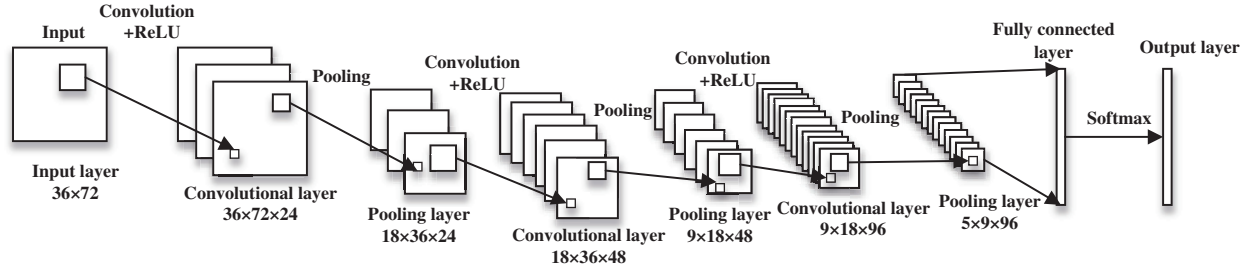 Input
Input layer
36×72
Convolution
+ReLU
Convolutional layer
36×72×24
Pooling
Pooling layer
18×36×24
Convolution
+ReLU
Convolutional layer
18×36×48
Pooling
Pooling layer
9×18×48
Convolution
+ReLU
Convolutional layer
9×18×96
Pooling
Pooling layer
5×9×96
Fully connected
layer
Softmax
Output layer